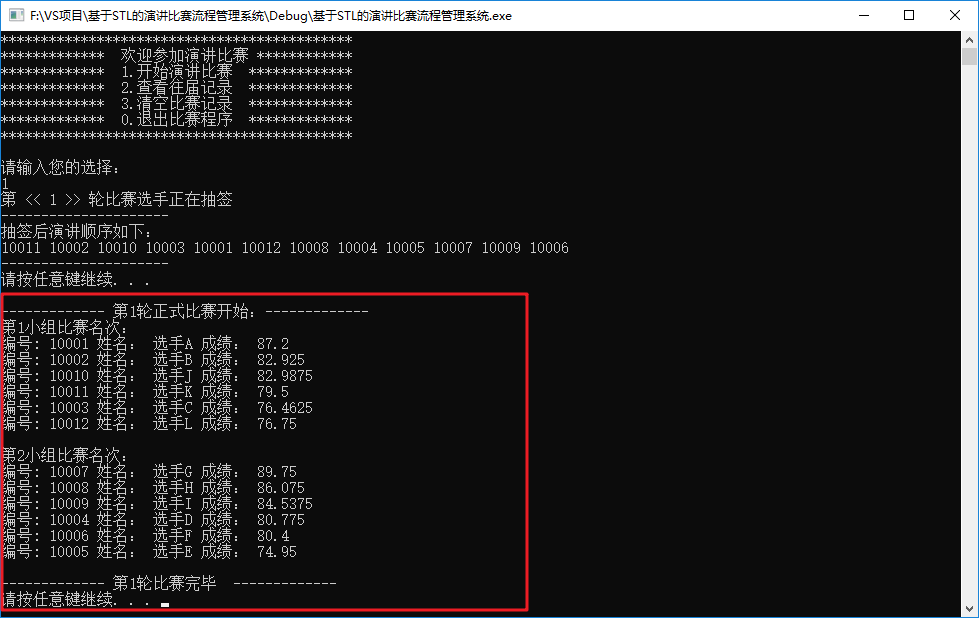 F:\VS项目\基于STL的演讲比赛流程管理系统\Debug\基于STL的演讲比赛流程管理系统.exe
********************************************
*************  欢迎参加演讲比赛 ************
*************  1.开始演讲比赛  *************
*************  2.查看往届记录  *************
*************  3.清空比赛记录  *************
*************  0.退出比赛程序  *************
********************************************
请输入您的选择：
1
第 << 1 >> 轮比赛选手正在抽签
---------------------
抽签后演讲顺序如下：
10011 10002 10010 10003 10001 10012 10008 10004 10005 10007 10009 10006
---------------------
请按任意键继续. . .
------------- 第1轮正式比赛开始：-------------
第1小组比赛名次：
编号: 10001 姓名： 选手A 成绩： 87.2
编号: 10002 姓名： 选手B 成绩： 82.925
编号: 10010 姓名： 选手J 成绩： 82.9875
编号: 10011 姓名： 选手K 成绩： 79.5
编号: 10003 姓名： 选手C 成绩： 76.4625
编号: 10012 姓名： 选手L 成绩： 76.75
第2小组比赛名次：
编号: 10007 姓名： 选手G 成绩： 89.75
编号: 10008 姓名： 选手H 成绩： 86.075
编号: 10009 姓名： 选手I 成绩： 84.5375
编号: 10004 姓名： 选手D 成绩： 80.775
编号: 10006 姓名： 选手F 成绩： 80.4
编号: 10005 姓名： 选手E 成绩： 74.95
------------- 第1轮比赛完毕  -------------
请按任意键继续. . .